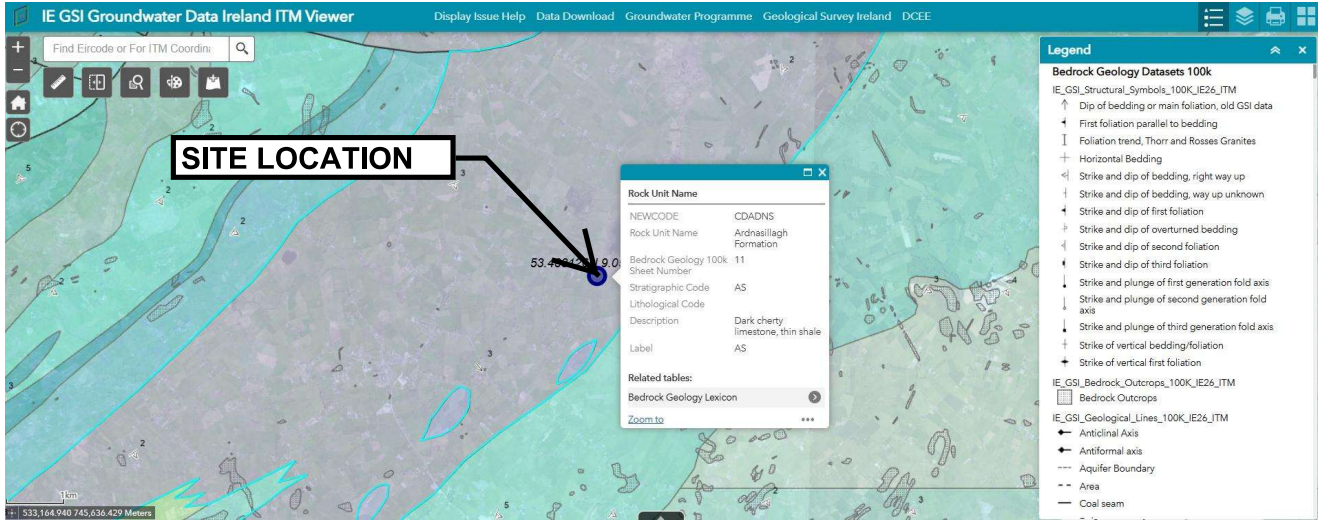 IE GSI Groundwater Data Ireland ITM Viewer
Display Issue Help Data Download Groundwater Programme Geological Survey Ireland DCEE
Find Eircode or For ITM Coordin
SITE LOCATION
Rock Unit Name
NEWCODE CDADNS
Rock Unit Name Ardnasillagh
Formation
Bedrock Geology 100k 11
Sheet Number
Stratigraphic Code AS
Lithological Code
Description Dark cherty
limestone, thin shale
Label AS
Related tables:
Bedrock Geology Lexicon
Zoom to
1km
533,164.940 745,636.429 Meters
Legend
Bedrock Geology Datasets 100k
IE_GSI_Structural_Symbols_100K_IE26_ITM
Dip of bedding or main foliation, old GSI data
First foliation parallel to bedding
Foliation trend, Thorr and Rosses Granites
Horizontal Bedding
Strike and dip of bedding, right way up
Strike and dip of bedding, way up unknown
Strike and dip of first foliation
Strike and dip of overturned bedding
Strike and dip of second foliation
Strike and dip of third foliation
Strike and plunge of first generation fold axis
Strike and plunge of second generation fold
axis
Strike and plunge of third generation fold axis
Strike of vertical bedding/foliation
Strike of vertical first foliation
IE_GSI_Bedrock_Outcrops_100K_IE26_ITM
Bedrock Outcrops
IE_GSI_Geological_Lines_100K_IE26_ITM
Anticlinal Axis
Antiformal axis
Aquifer Boundary
Area
Coal seam